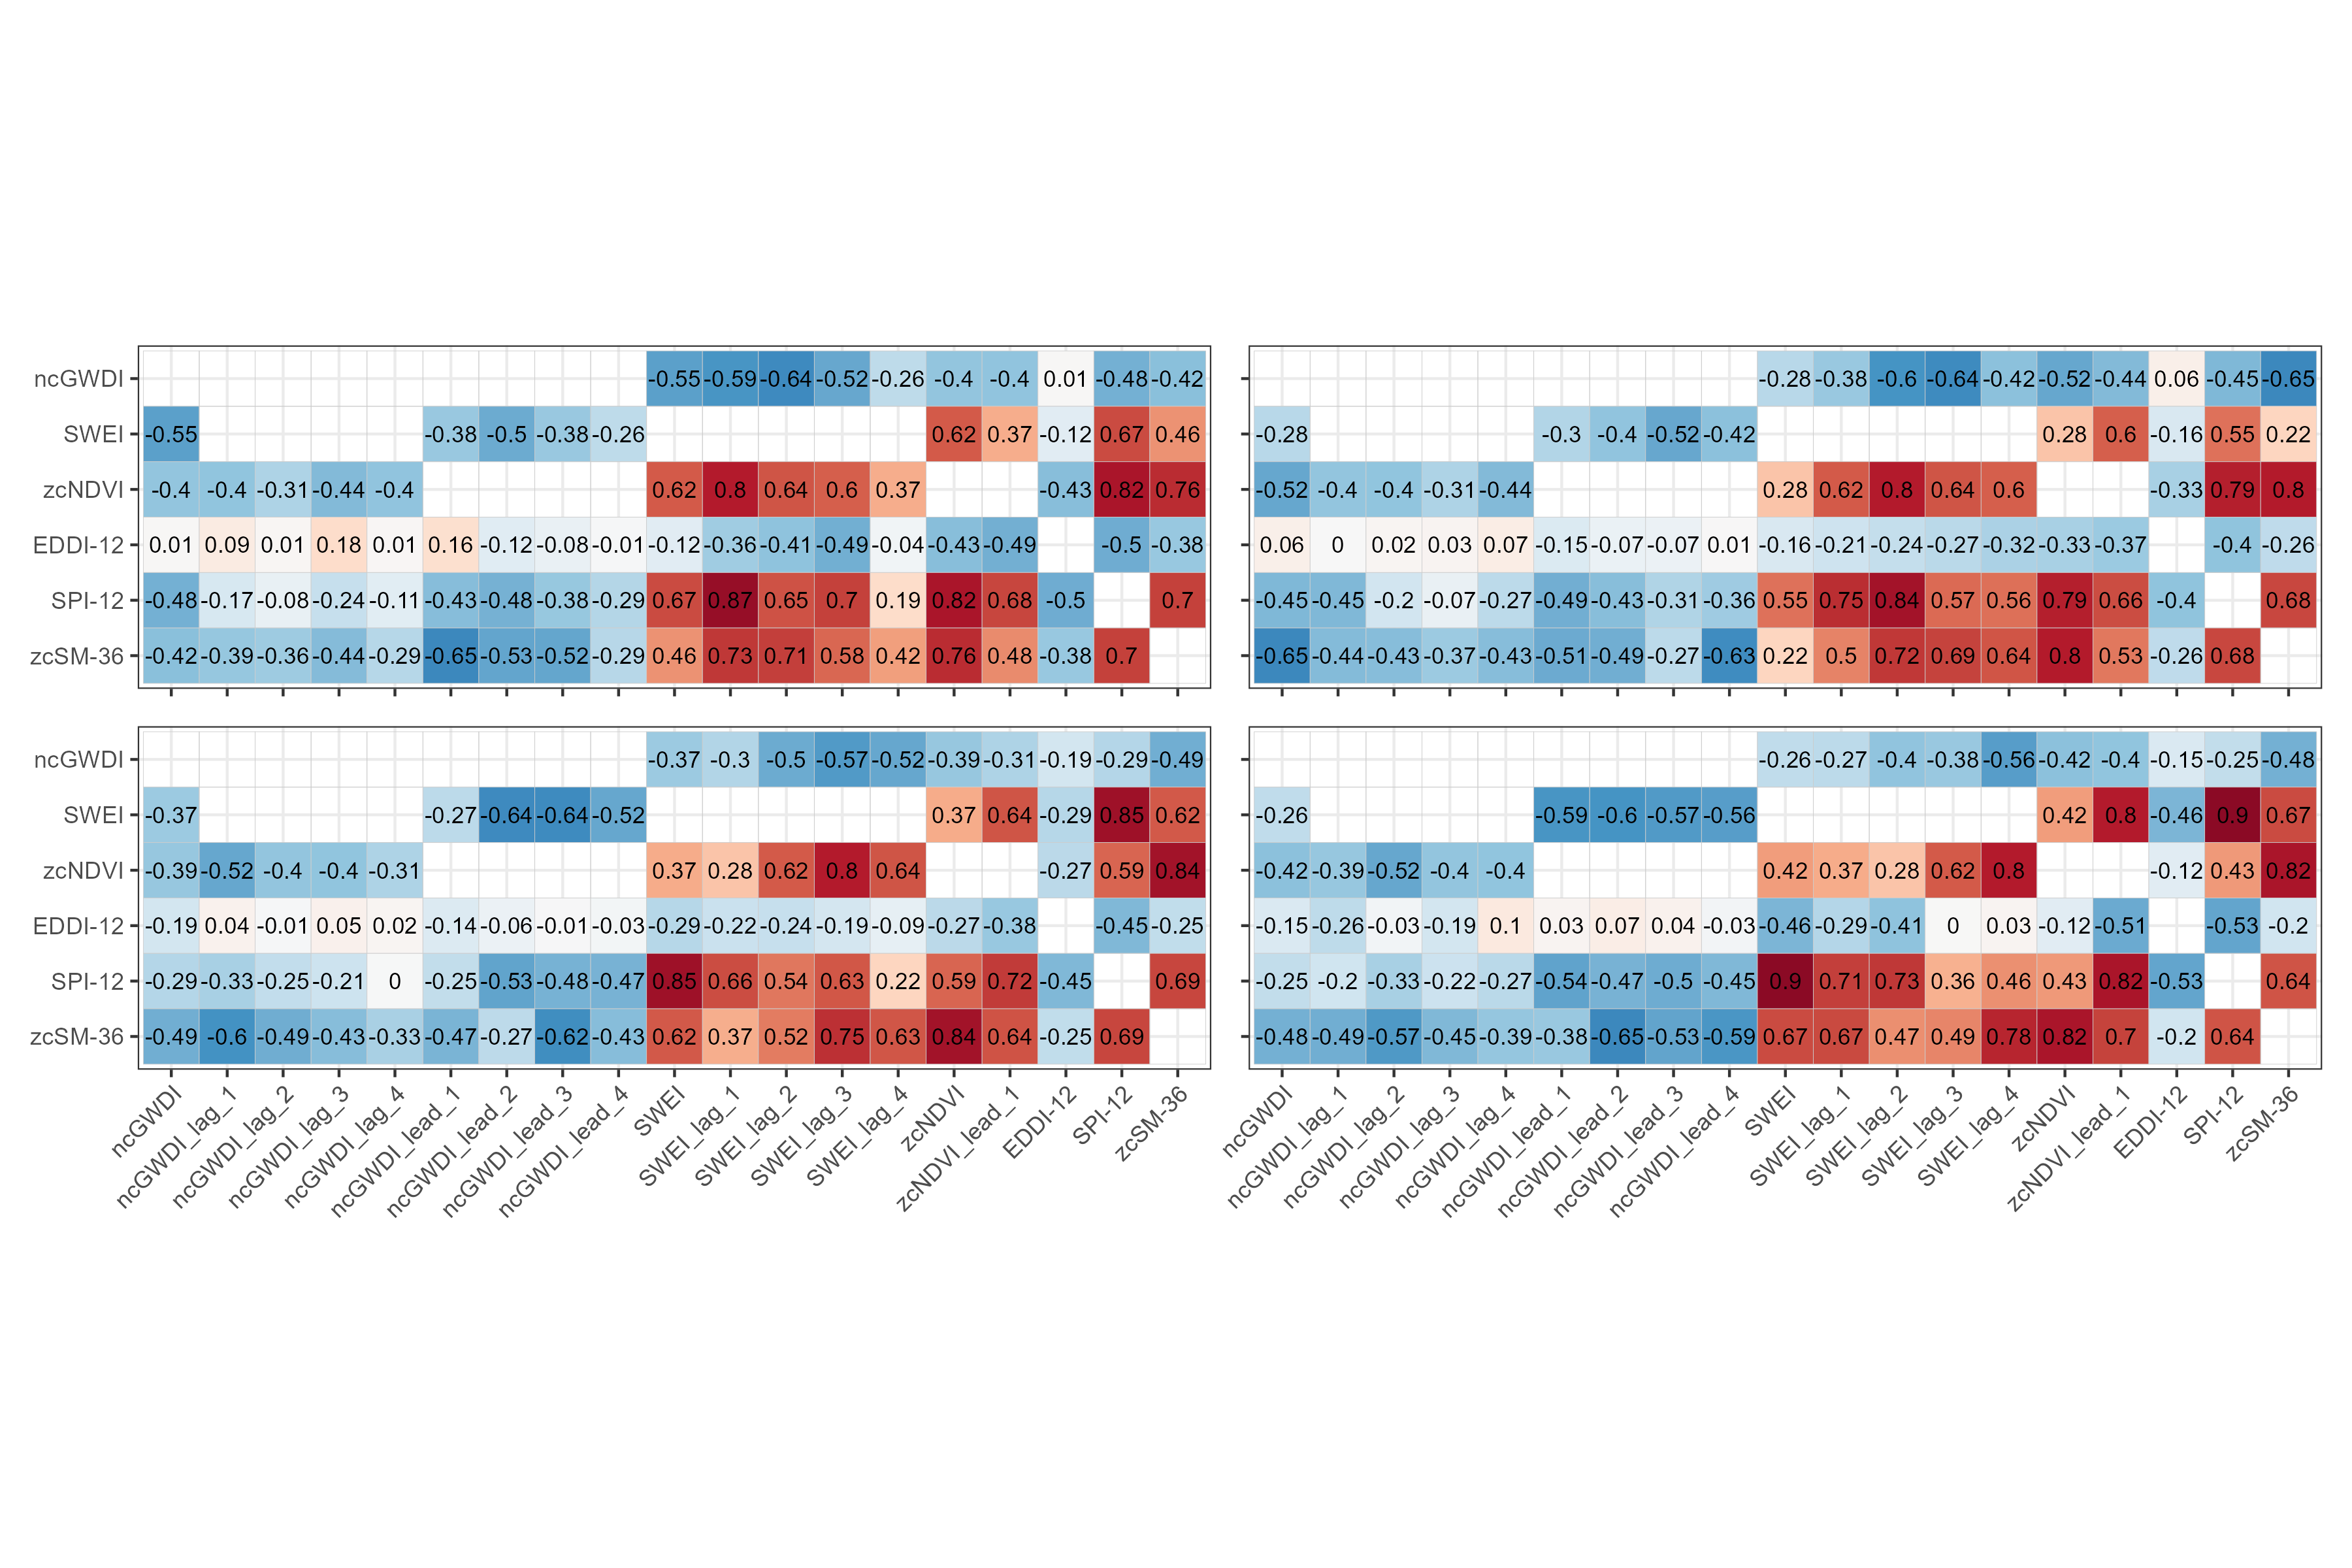 ncGWDI -0.55 -0.59 -0.64 -0.52 -0.26 -0.4 -0.4 0.01 -0.48 -0.42
SWEI -0.55 -0.38 -0.5 -0.38 -0.26 0.62 0.37 -0.12 0.67 0.46
zcNDVI -0.4 -0.4 -0.31 -0.44 -0.4 0.62 0.8 0.64 0.6 0.37 -0.43 0.82 0.76
EDDI-12 0.01 0.09 0.01 0.18 0.01 0.16 -0.12 -0.08 -0.01 -0.12 -0.36 -0.41 -0.49 -0.04 -0.43 -0.49 -0.5 -0.38
SPI-12 -0.48 -0.17 -0.08 -0.24 -0.11 -0.43 -0.48 -0.38 -0.29 0.67 0.87 0.65 0.7 0.19 0.82 0.68 -0.5 0.7
zcSM-36 -0.42 -0.39 -0.36 -0.44 -0.29 -0.65 -0.53 -0.52 -0.29 0.46 0.73 0.71 0.58 0.42 0.76 0.48 -0.38 0.7
-0.28 -0.38 -0.6 -0.64 -0.42 -0.52 -0.44 0.06 -0.45 -0.65
-0.28 -0.3 -0.4 -0.52 -0.42 0.28 0.6 -0.16 0.55 0.22
-0.52 -0.4 -0.4 -0.31 -0.44 0.28 0.62 0.8 0.64 0.6 -0.33 0.79 0.8
0.06 0 0.02 0.03 0.07 -0.15 -0.07 -0.07 0.01 -0.16 -0.21 -0.24 -0.27 -0.32 -0.33 -0.37 -0.4 -0.26
-0.45 -0.45 -0.2 -0.07 -0.27 -0.49 -0.43 -0.31 -0.36 0.55 0.75 0.84 0.57 0.56 0.79 0.66 -0.4 0.68
-0.65 -0.44 -0.43 -0.37 -0.43 -0.51 -0.49 -0.27 -0.63 0.22 0.5 0.72 0.69 0.64 0.8 0.53 -0.26 0.68
ncGWDI -0.37 -0.3 -0.5 -0.57 -0.52 -0.39 -0.31 -0.19 -0.29 -0.49
SWEI -0.37 -0.27 -0.64 -0.64 -0.52 0.37 0.64 -0.29 0.85 0.62
zcNDVI -0.39 -0.52 -0.4 -0.4 -0.31 0.37 0.28 0.62 0.8 0.64 -0.27 0.59 0.84
EDDI-12 -0.19 0.04 -0.01 0.05 0.02 -0.14 -0.06 -0.01 -0.03 -0.29 -0.22 -0.24 -0.19 -0.09 -0.27 -0.38 -0.45 -0.25
SPI-12 -0.29 -0.33 -0.25 -0.21 0 -0.25 -0.53 -0.48 -0.47 0.85 0.66 0.54 0.63 0.22 0.59 0.72 -0.45 0.69
zcSM-36 -0.49 -0.6 -0.49 -0.43 -0.33 -0.47 -0.27 -0.62 -0.43 0.62 0.37 0.52 0.75 0.63 0.84 0.64 -0.25 0.69
ncGWDI ncGWDI_lag_1 ncGWDI_lag_2 ncGWDI_lag_3 ncGWDI_lag_4 ncGWDI_lead_1 ncGWDI_lead_2 ncGWDI_lead_3 ncGWDI_lead_4 SWEI SWEI_lag_1 SWEI_lag_2 SWEI_lag_3 SWEI_lag_4 zcNDVI zcNDVI_lead_1 EDDI-12 SPI-12 zcSM-36
-0.26 -0.27 -0.4 -0.38 -0.56 -0.42 -0.4 -0.15 -0.25 -0.48
-0.26 -0.59 -0.6 -0.57 -0.56 0.42 0.8 -0.46 0.9 0.67
-0.42 -0.39 -0.52 -0.4 -0.4 0.42 0.37 0.28 0.62 0.8 -0.12 0.43 0.82
-0.15 -0.26 -0.03 -0.19 0.1 0.03 0.07 0.04 -0.03 -0.46 -0.29 -0.41 0 0.03 -0.12 -0.51 -0.53 -0.2
-0.25 -0.2 -0.33 -0.22 -0.27 -0.54 -0.47 -0.5 -0.45 0.9 0.71 0.73 0.36 0.46 0.43 0.82 -0.53 0.64
-0.48 -0.49 -0.57 -0.45 -0.39 -0.38 -0.65 -0.53 -0.59 0.67 0.67 0.47 0.49 0.78 0.82 0.7 -0.2 0.64
ncGWDI ncGWDI_lag_1 ncGWDI_lag_2 ncGWDI_lag_3 ncGWDI_lag_4 ncGWDI_lead_1 ncGWDI_lead_2 ncGWDI_lead_3 ncGWDI_lead_4 SWEI SWEI_lag_1 SWEI_lag_2 SWEI_lag_3 SWEI_lag_4 zcNDVI zcNDVI_lead_1 EDDI-12 SPI-12 zcSM-36